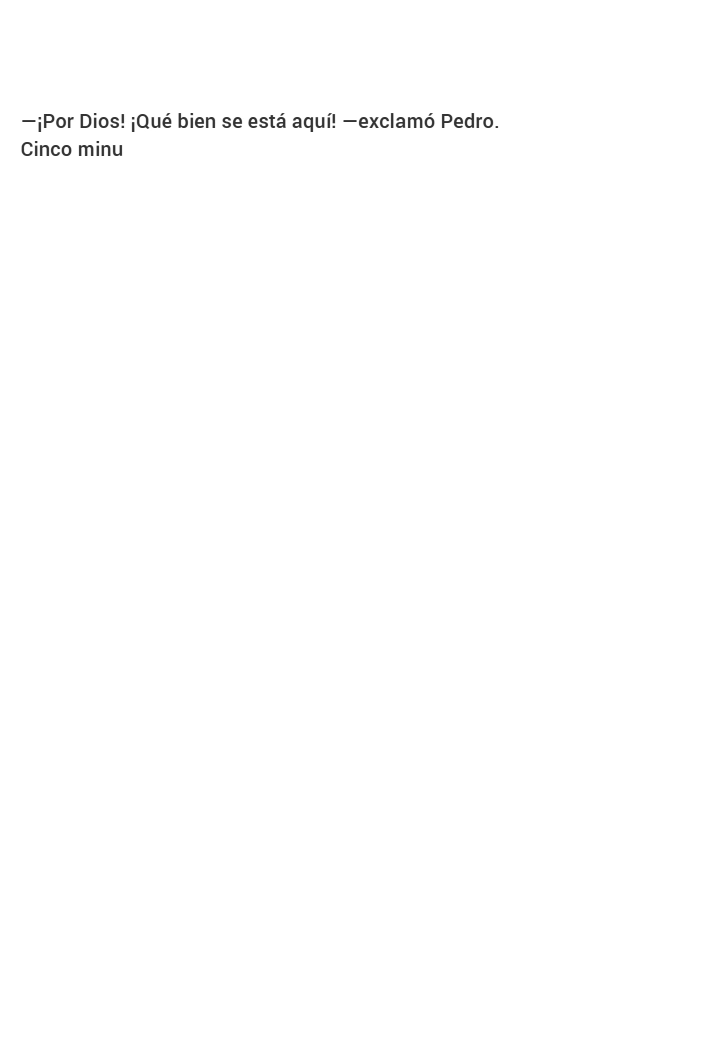 —¡Por Dios! ¡Qué bien se está aquí! —exclamó Pedro.
Cinco minu